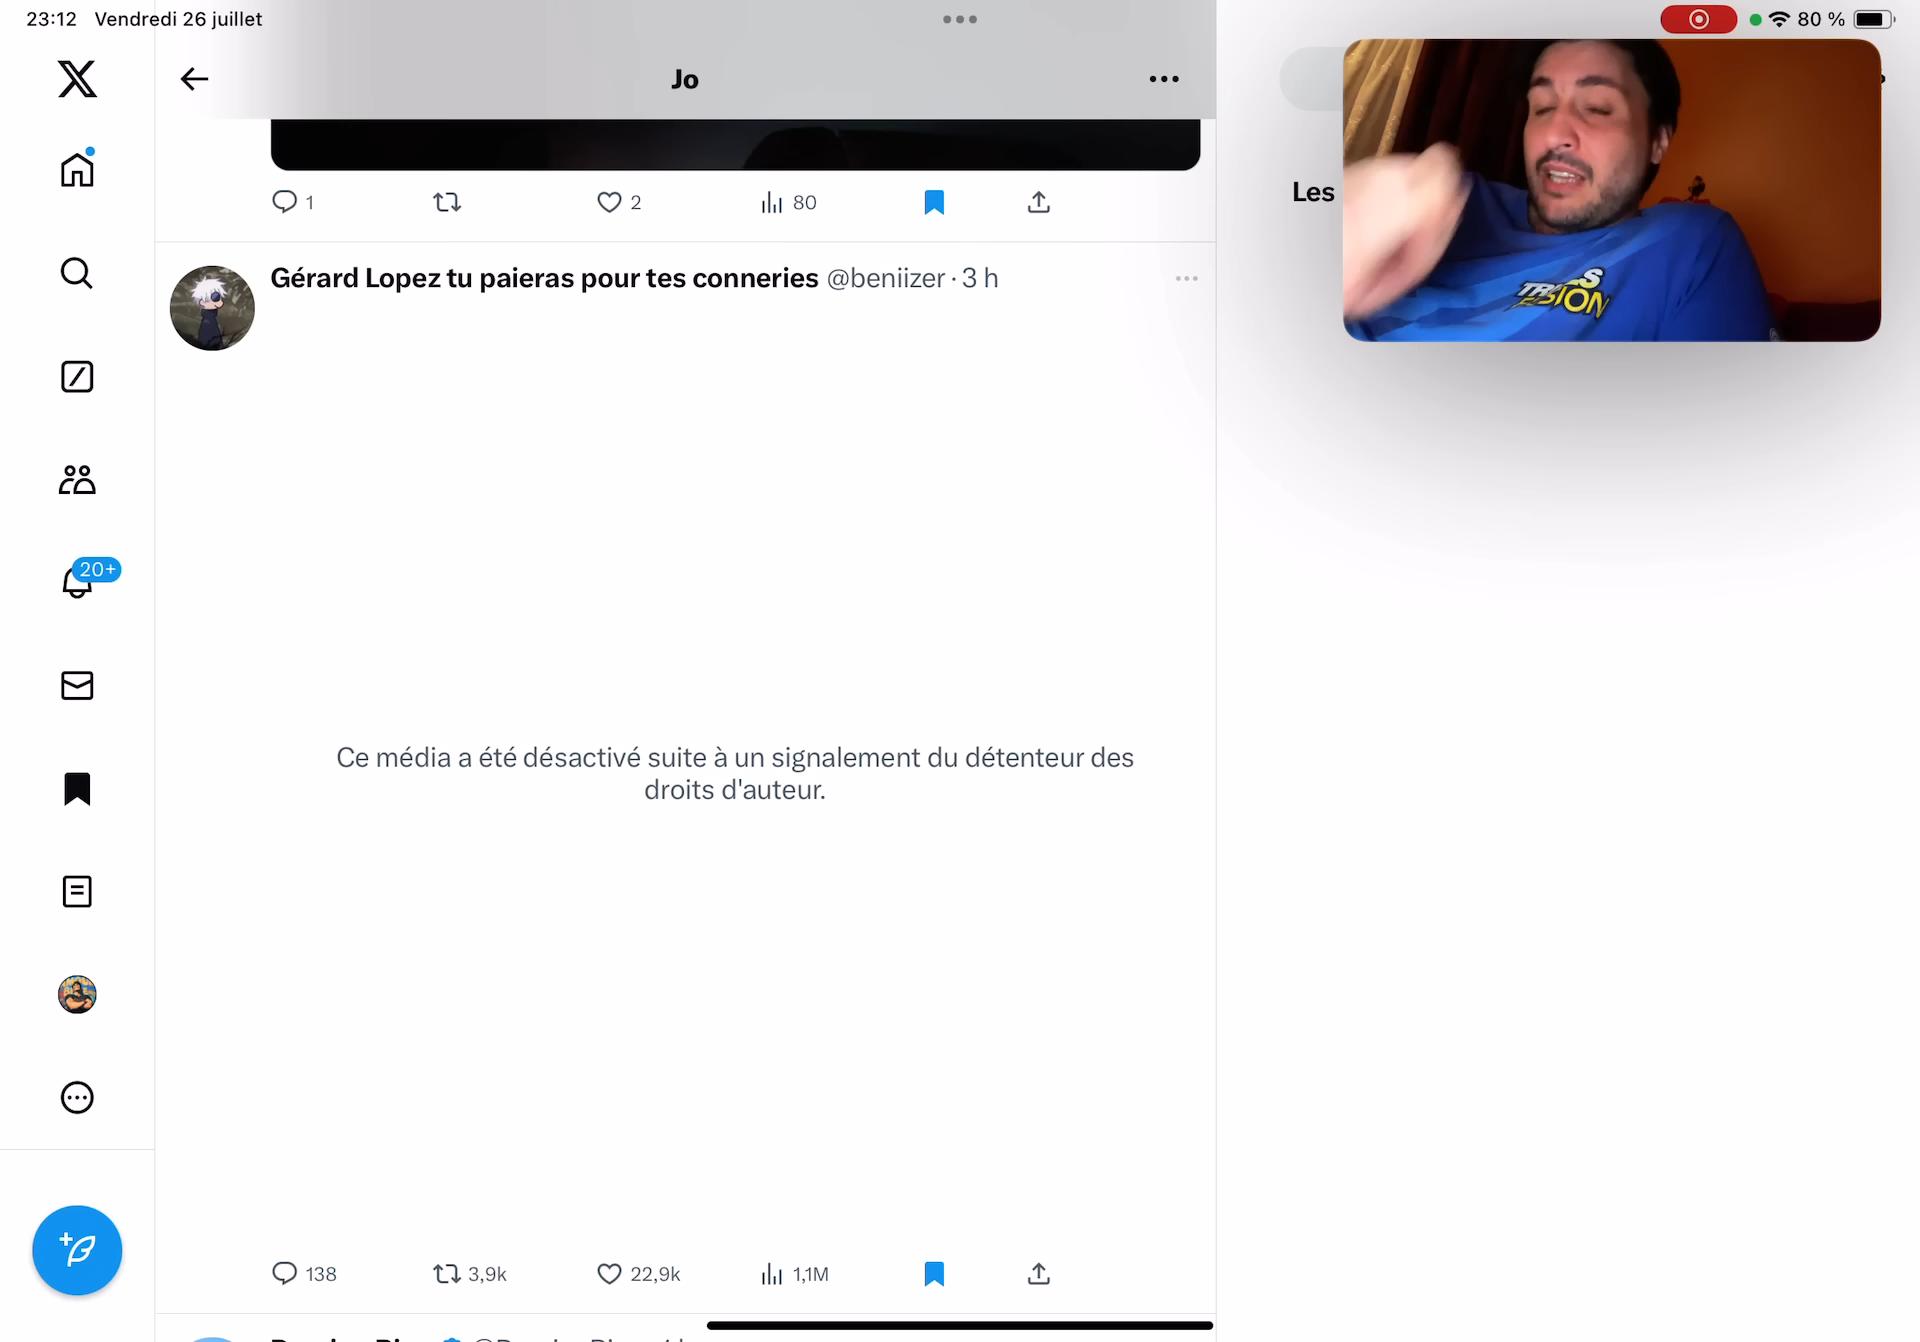 23:12 Vendredi 26 juillet
80 %
Jo
Les
1
2
80
Gérard Lopez tu paieras pour tes conneries @beniizer · 3 h
20+
Ce média a été désactivé suite à un signalement du détenteur des
droits d'auteur.
138
3,9k
22,9k
1,1M